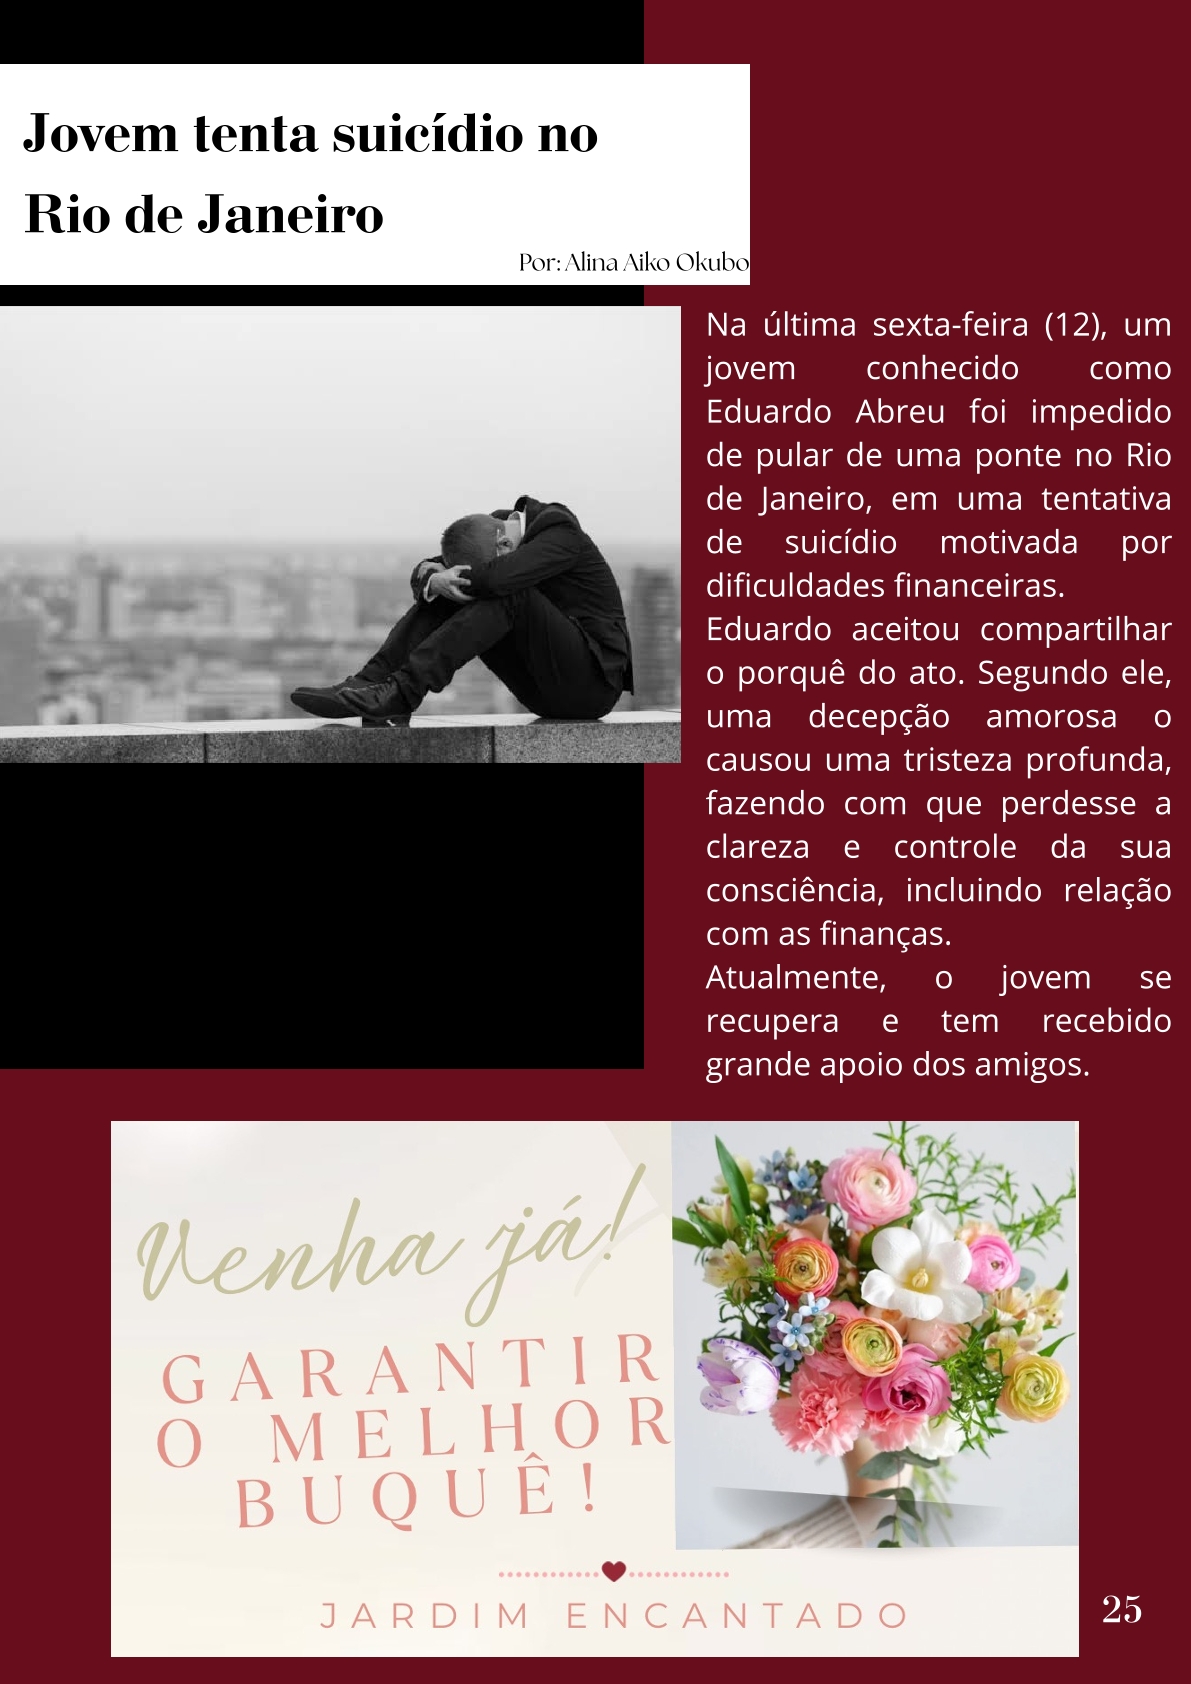 Jovem tenta suicídio no
Rio de Janeiro
Por: Alina Aiko Okubo
Na última sexta-feira (12), um
jovem conhecido como
Eduardo Abreu foi impedido
de pular de uma ponte no Rio
de Janeiro, em uma tentativa
de suicídio motivada por
dificuldades financeiras.
Eduardo aceitou compartilhar
o porquê do ato. Segundo ele,
uma decepção amorosa o
causou uma tristeza profunda,
fazendo com que perdesse a
clareza e controle da sua
consciência, incluindo relação
com as finanças.
Atualmente, o jovem se
recupera e tem recebido
grande apoio dos amigos.
Venha já!
GARANTIR
O MELHOR
BUQUÊ!
JARDIM ENCANTADO
25